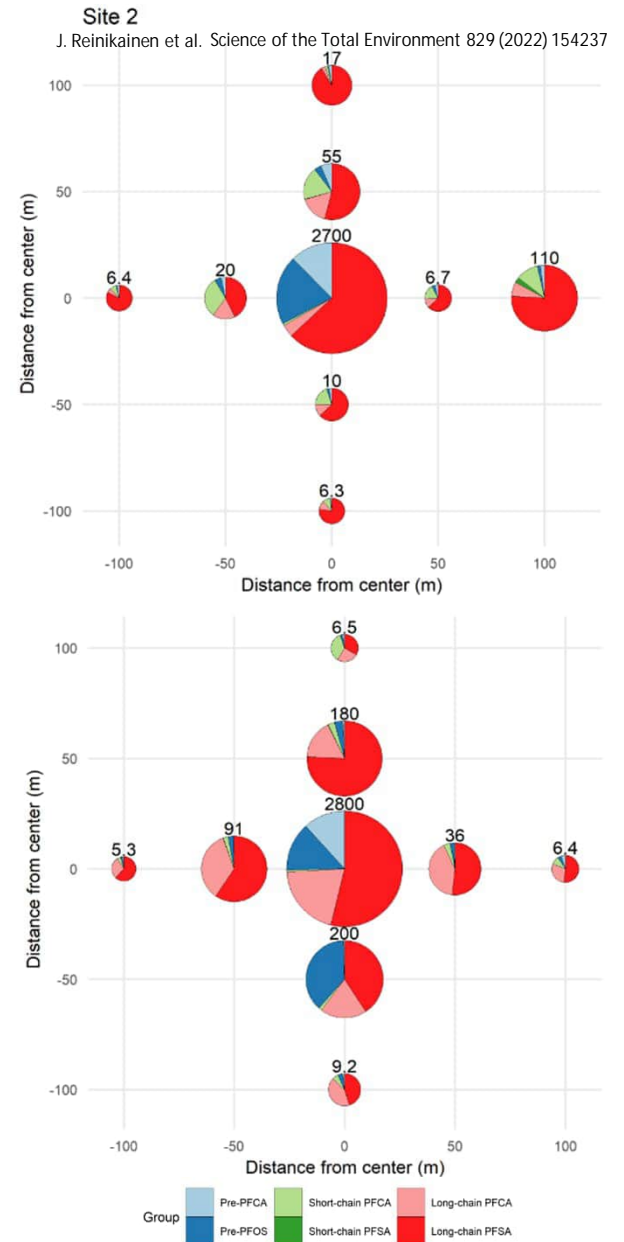 Site 2
J. Reinikainen et al. Science of the Total Environment 829 (2022) 154237
17
100
55
50
2700
6.4
20
6.7
110
0
Distance from center (m)
10
-50
6.3
-100
-100
-50
0
50
100
Distance from center (m)
6.5
100
180
50
2800
5.3
91
36
6.4
0
Distance from center (m)
200
-50
9.2
-100
-100
-50
0
50
100
Distance from center (m)
Group
Pre-PFCA
Short-chain PFCA
Long-chain PFCA
Pre-PFOS
Short-chain PFSA
Long-chain PFSA